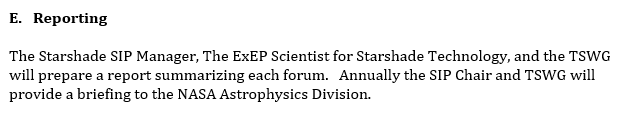 E. Reporting
The Starshade SIP Manager, The ExEP Scientist for Starshade Technology, and the TSWG
will prepare a report summarizing each forum. Annually the SIP Chair and TSWG will
provide a briefing to the NASA Astrophysics Division.